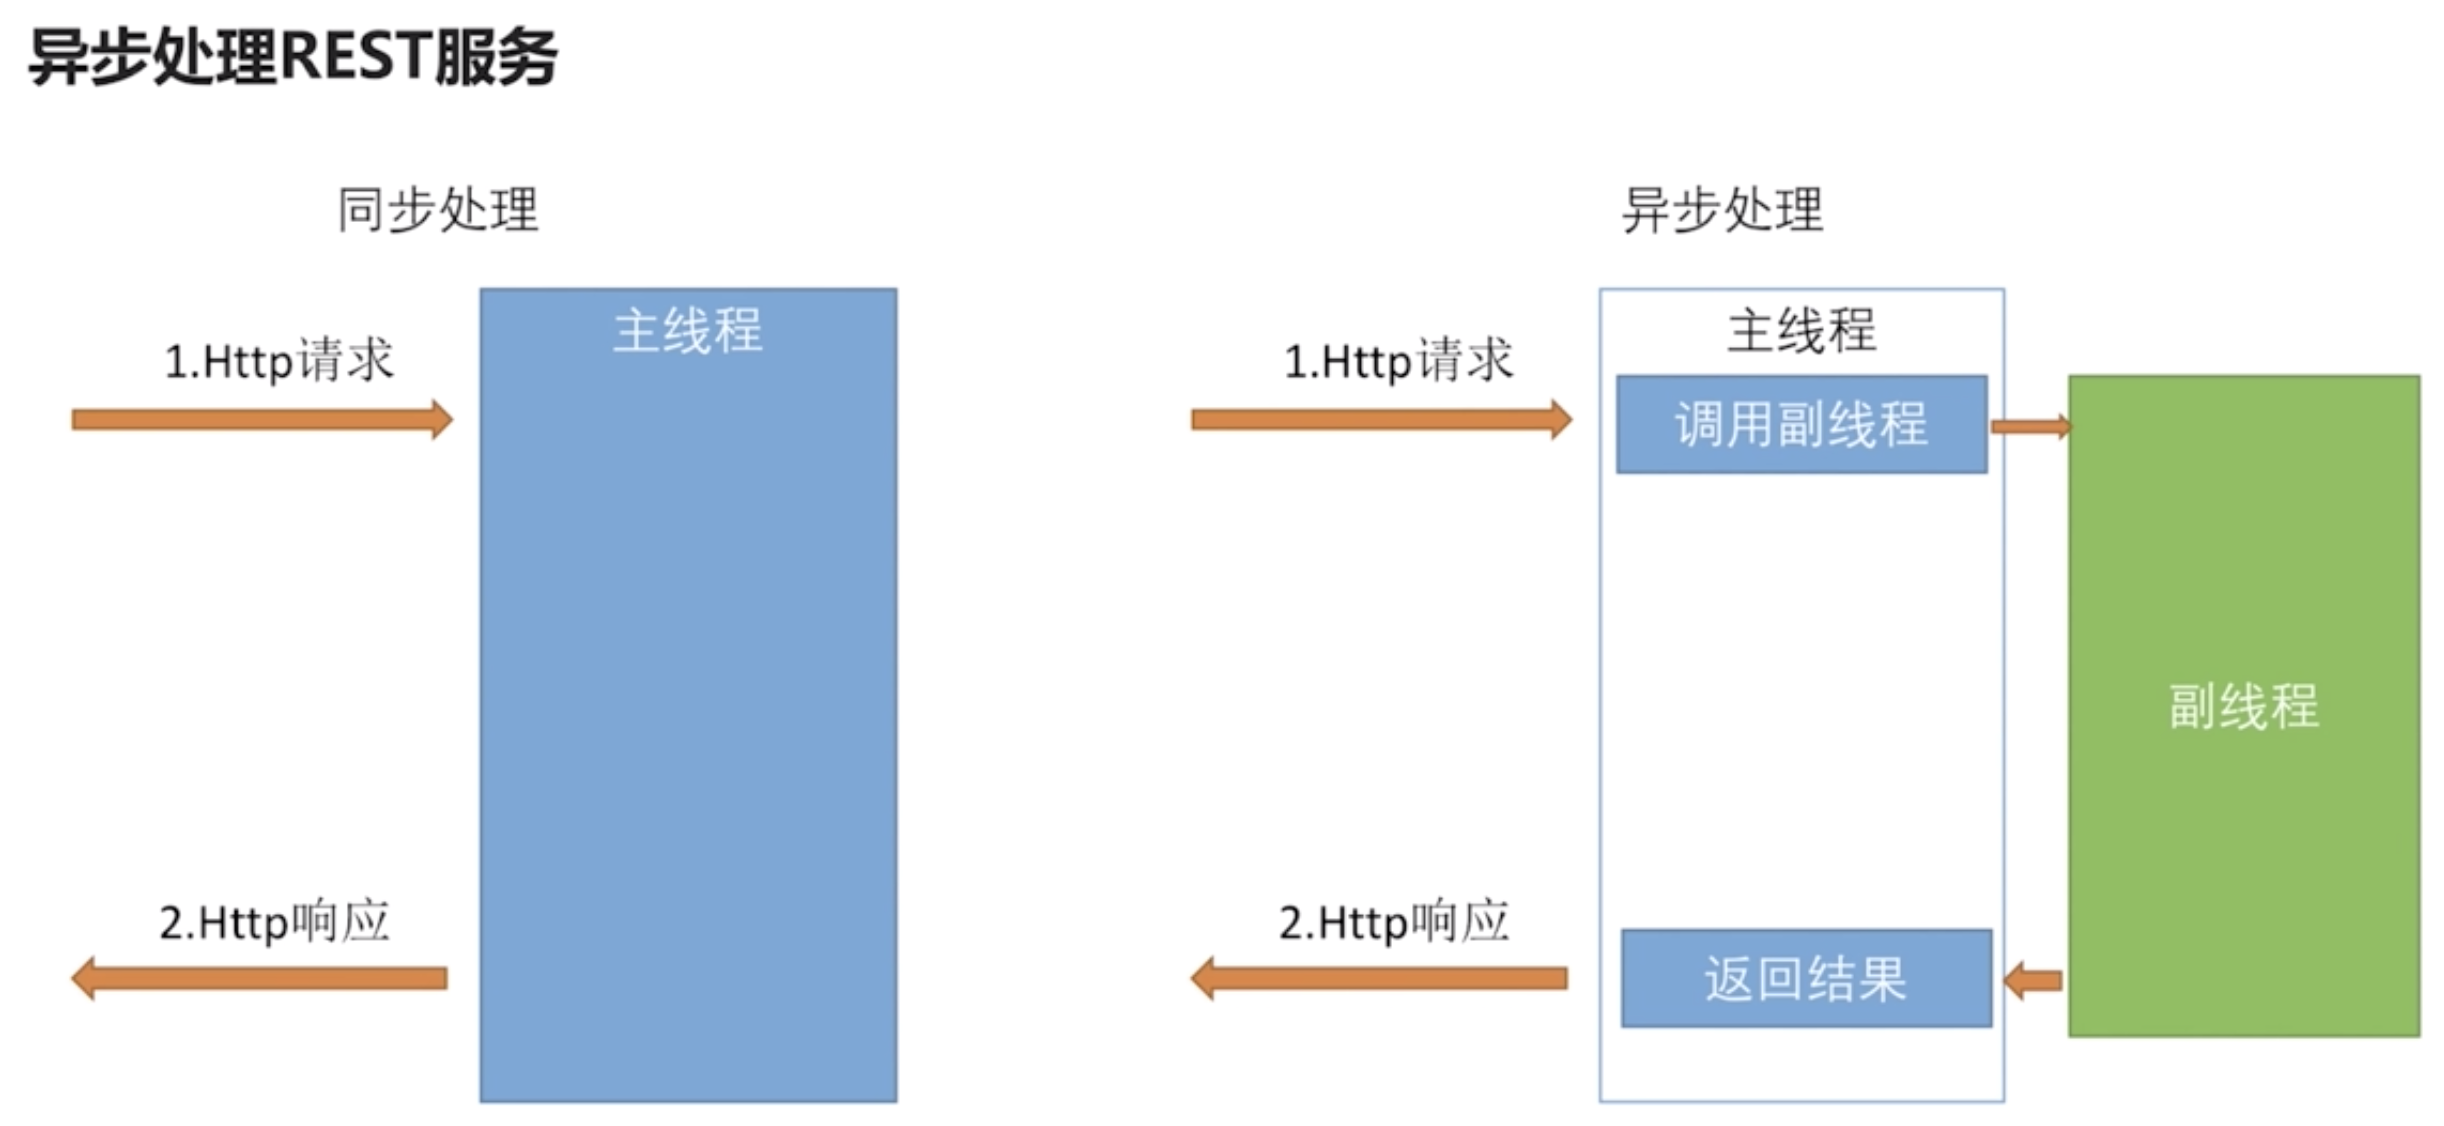 异步处理REST服务
同步处理
主线程
1.Http请求
2.Http响应
异步处理
主线程
1.Http请求
调用副线程
副线程
2.Http响应
返回结果